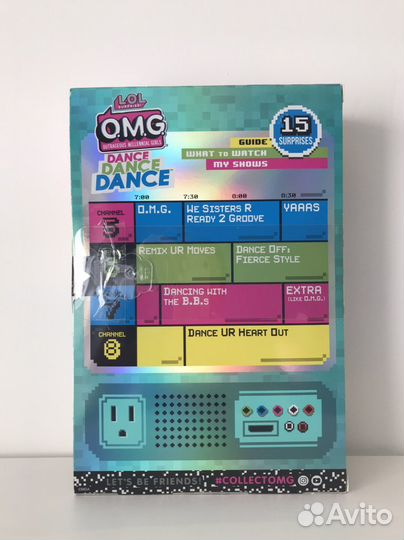 L.O.L.
SURPRISE!
O.M.G.
OUTRAGEOUS MILLENNIAL GIRLS
DANCE
DANCE
DANCE
15
SURPRISES
GUIDE
WHAT TO WATCH
MY SHOWS
7:00 7:30 8:00 8:30
CHANNEL
5
O.M.G.
WE SISTERS R
READY 2 GROOVE
YAAAS
REMIX UR MOVES
DANCE OFF:
FIERCE STYLE
DANCING WITH
THE B.B.s
EXTRA
(LIKE O.M.G.)
CHANNEL
8
DANCE UR HEART OUT
LET'S BE FRIENDS!
#COLLECTOMG
Avito